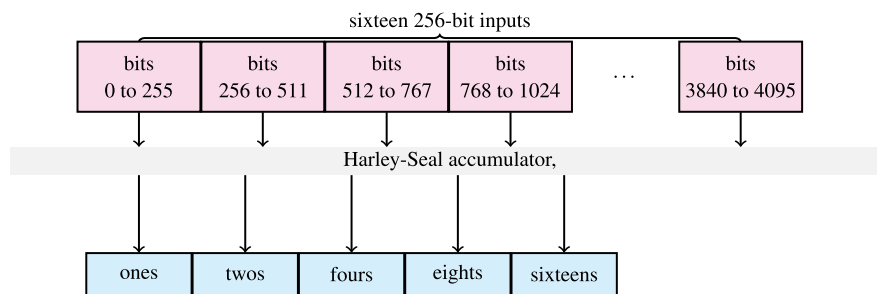 sixteen 256-bit inputs
bits bits bits bits bits
0 to 255 256 to 511 512 to 767 768 to 1024 ... 3840 to 4095
Harley-Seal accumulator,
ones twos fours eights sixteens